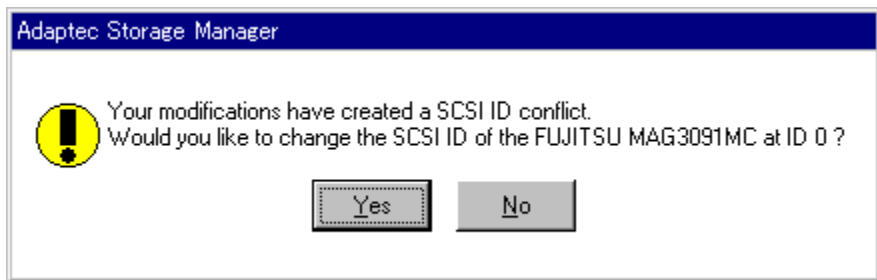 Adaptec Storage Manager
Your modifications have created a SCSI ID conflict.
Would you like to change the SCSI ID of the FUJITSU MAG3091MC at ID 0 ?
Yes
No